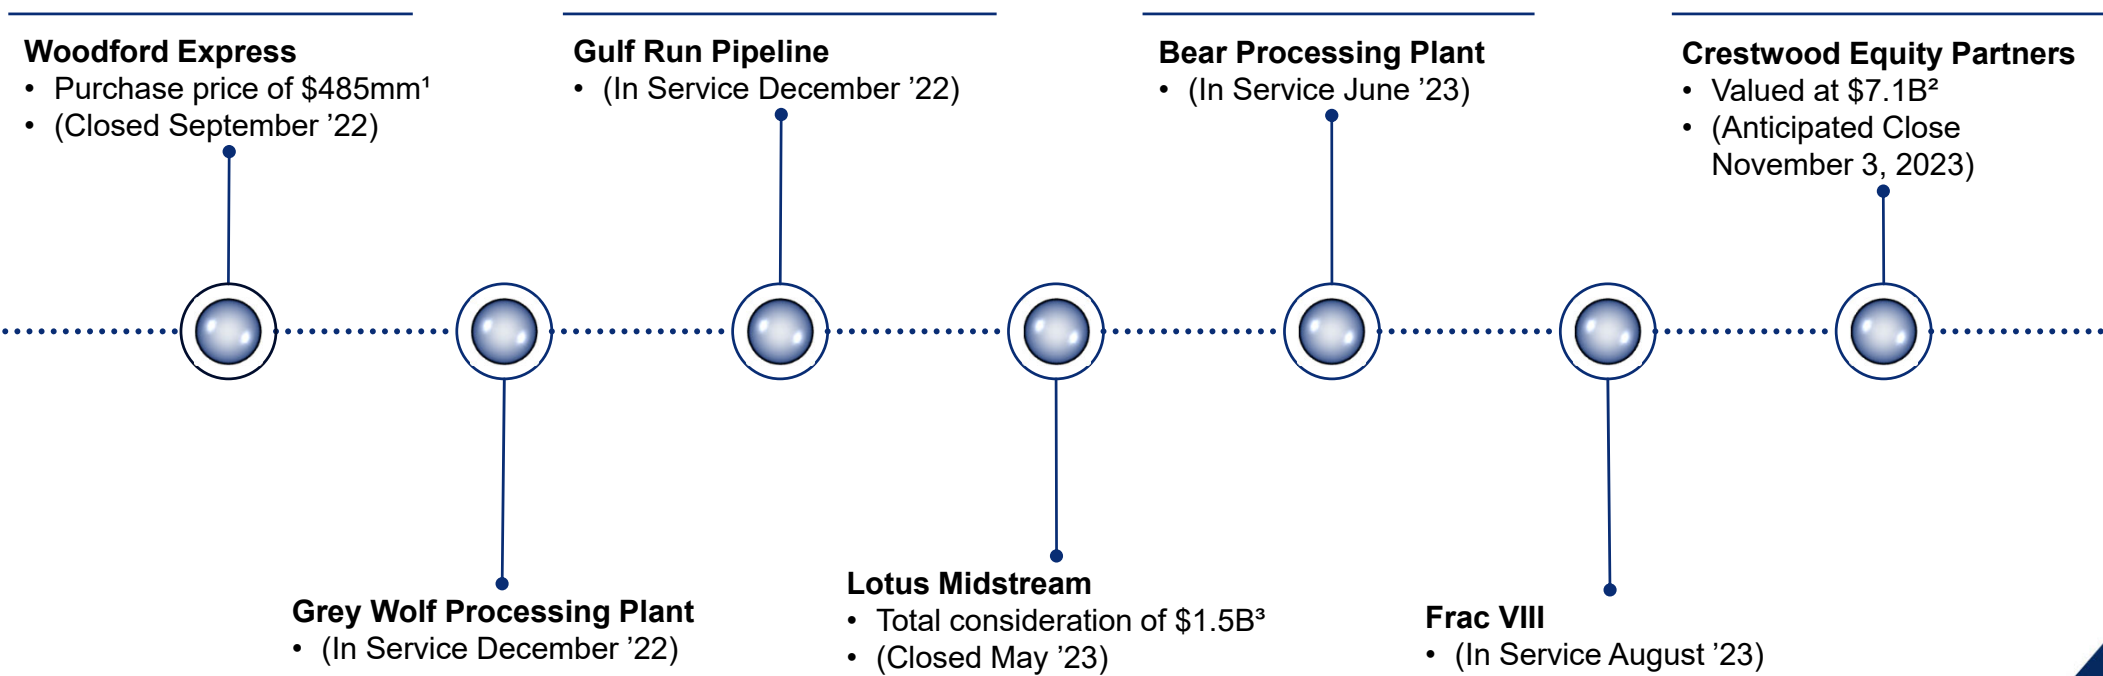 Woodford Express
• Purchase price of $485mm¹
• (Closed September ’22)
Gulf Run Pipeline
• (In Service December ’22)
Bear Processing Plant
• (In Service June ’23)
Crestwood Equity Partners
• Valued at $7.1B²
• (Anticipated Close
November 3, 2023)
Grey Wolf Processing Plant
• (In Service December ’22)
Lotus Midstream
• Total consideration of $1.5B³
• (Closed May ’23)
Frac VIII
• (In Service August ’23)